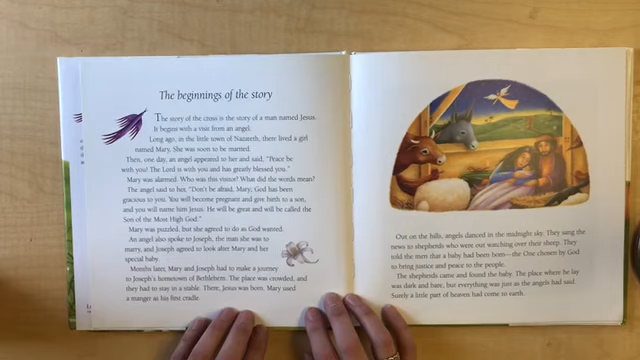 The beginnings of the story
The story of the cross is the story of a man named Jesus.
It begins with a visit from an angel.
Long ago, in the little town of Nazareth, there lived a girl
named Mary. She was soon to be married.
Then, one day, an angel appeared to her and said, "Peace be
with you! The Lord is with you and has greatly blessed you."
Mary was alarmed. Who was this visitor? What did the words mean?
The angel said to her, "Don't be afraid, Mary; God has been
gracious to you. You will become pregnant and give birth to a son,
and you will name him Jesus. He will be great and will be called the
Son of the Most High God."
Mary was puzzled, but she agreed to do as God wanted.
An angel also spoke to Joseph, the man she was to
marry, and Joseph agreed to look after Mary and her
special baby.
Months later, Mary and Joseph had to make a journey
to Joseph's hometown of Bethlehem. The place was crowded, and
they had to stay in a stable. There, Jesus was born. Mary used
a manger as his first cradle.
Out on the hills, angels danced in the midnight sky. They sang the
news to shepherds who were out watching over their sheep. They
told the men that a baby had been born—the One chosen by God
to bring justice and peace to the people.
The shepherds came and found the baby. The place where he lay
was dark and bare, but everything was just as the angels had said.
Surely a little part of heaven had come to earth.